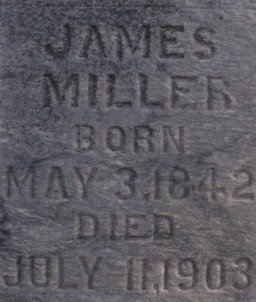 JAMES
MILLER
BORN
MAY 3,1842
DIED
JULY 11,1903